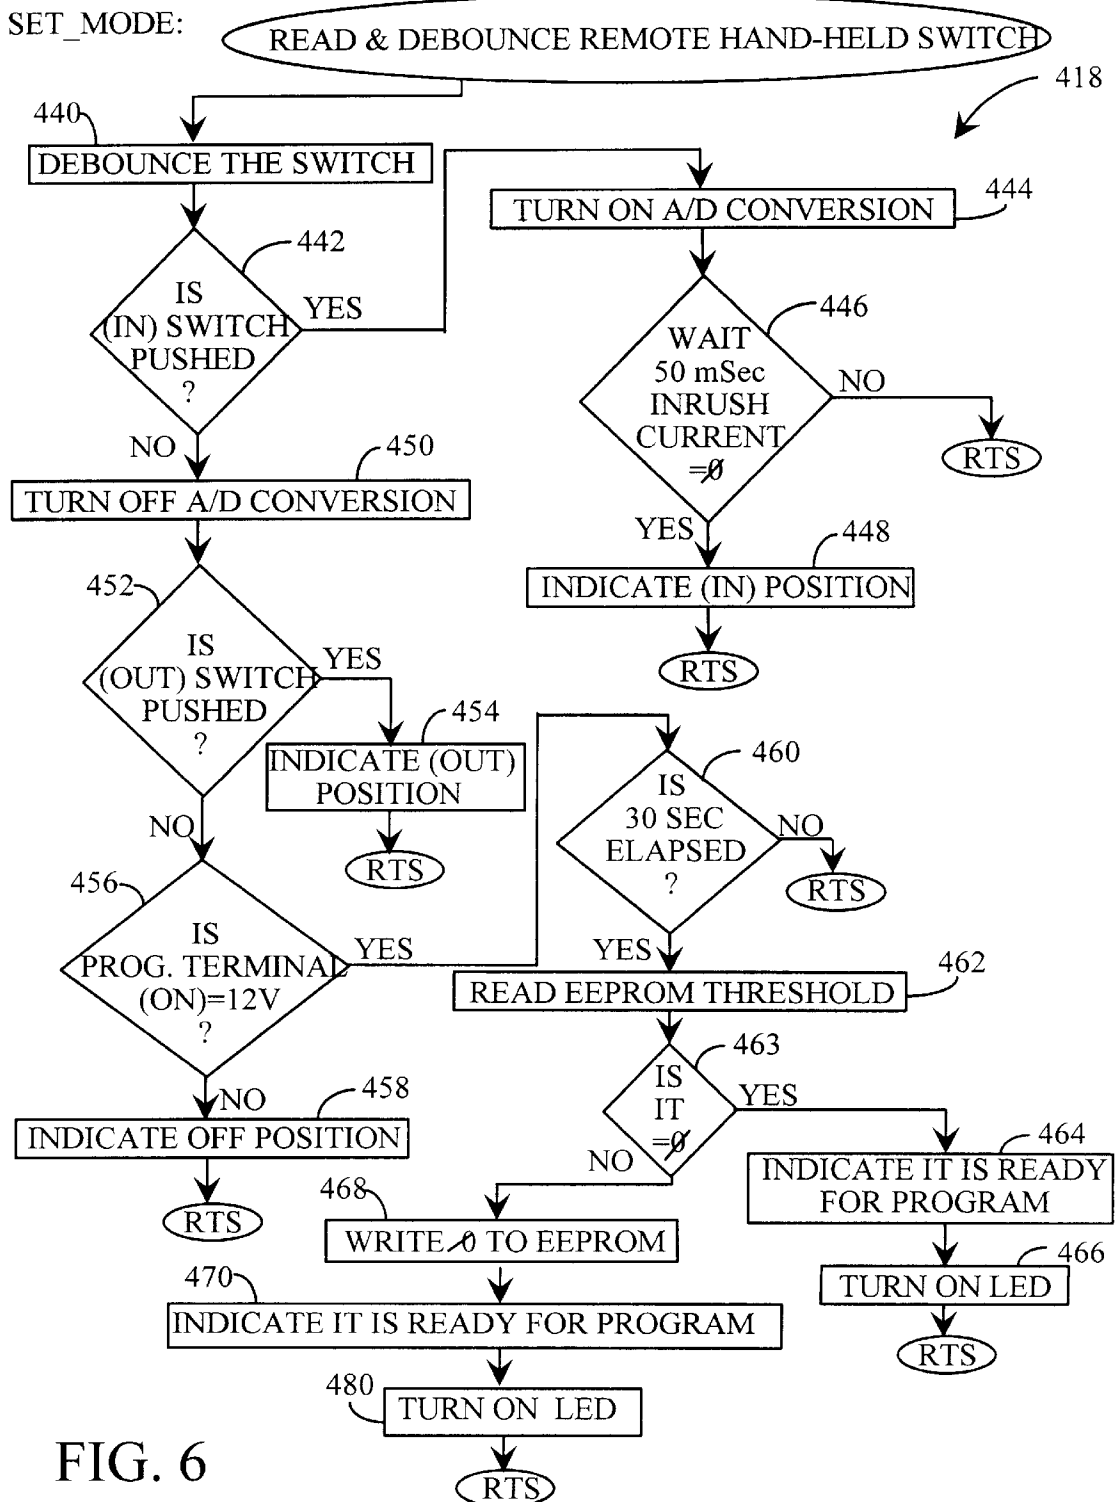 SET_MODE:
READ & DEBOUNCE REMOTE HAND-HELD SWITCH
418
440
DEBOUNCE THE SWITCH
442
IS
(IN) SWITCH
PUSHED
?
YES
NO
444
TURN ON A/D CONVERSION
446
WAIT
50 mSec
INRUSH
CURRENT
=0̸
NO
RTS
YES
448
INDICATE (IN) POSITION
RTS
450
TURN OFF A/D CONVERSION
452
IS
(OUT) SWITCH
PUSHED
?
YES
NO
454
INDICATE (OUT)
POSITION
RTS
456
IS
PROG. TERMINAL
(ON)=12V
?
YES
NO
458
INDICATE OFF POSITION
RTS
460
IS
30 SEC
ELAPSED
?
NO
RTS
YES
462
READ EEPROM THRESHOLD
463
IS
IT
=0̸
YES
NO
464
INDICATE IT IS READY
FOR PROGRAM
466
TURN ON LED
RTS
468
WRITE 0̸ TO EEPROM
470
INDICATE IT IS READY FOR PROGRAM
480
TURN ON LED
RTS
FIG. 6